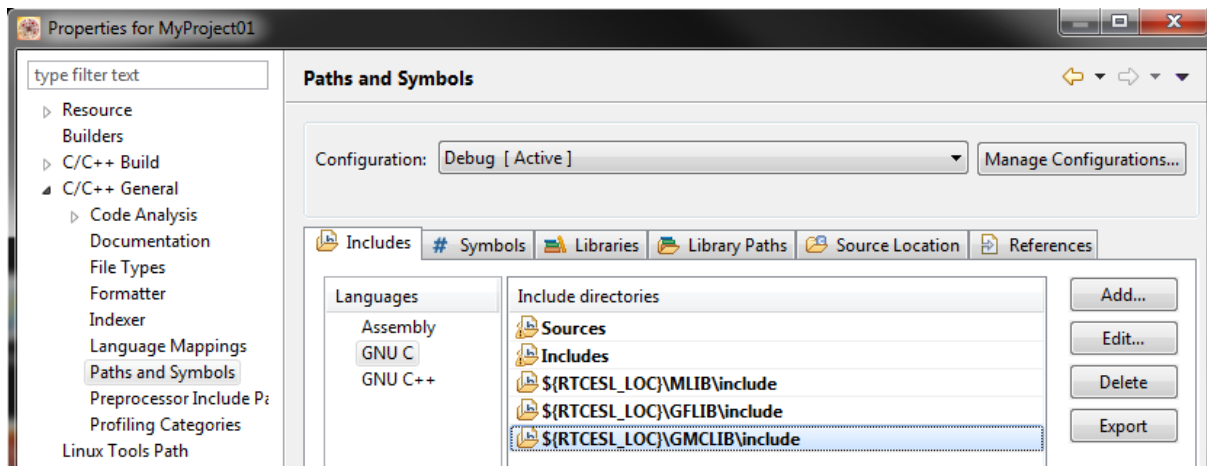 Properties for MyProject01
type filter text
Resource
Builders
C/C++ Build
C/C++ General
Code Analysis
Documentation
File Types
Formatter
Indexer
Language Mappings
Paths and Symbols
Preprocessor Include Pa
Profiling Categories
Linux Tools Path
Paths and Symbols
Configuration: Debug [ Active ] Manage Configurations...
Includes # Symbols Libraries Library Paths Source Location References
Languages
Assembly
GNU C
GNU C++
Include directories
Sources
Includes
${RTCESL_LOC}\MLIB\include
${RTCESL_LOC}\GFLIB\include
${RTCESL_LOC}\GMCLIB\include
Add...
Edit...
Delete
Export